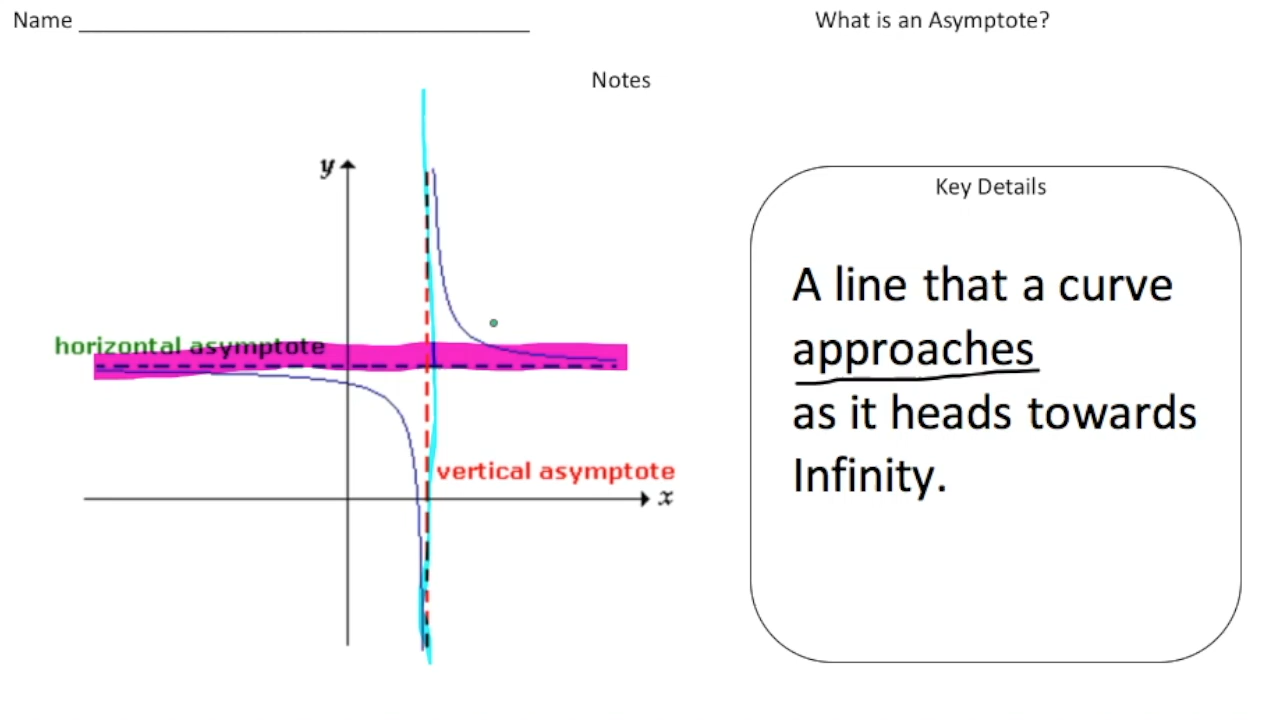 Name
What is an Asymptote?
Notes
y
horizontal asymptote
vertical asymptote
x
Key Details
A line that a curve
approaches
as it heads towards
Infinity.